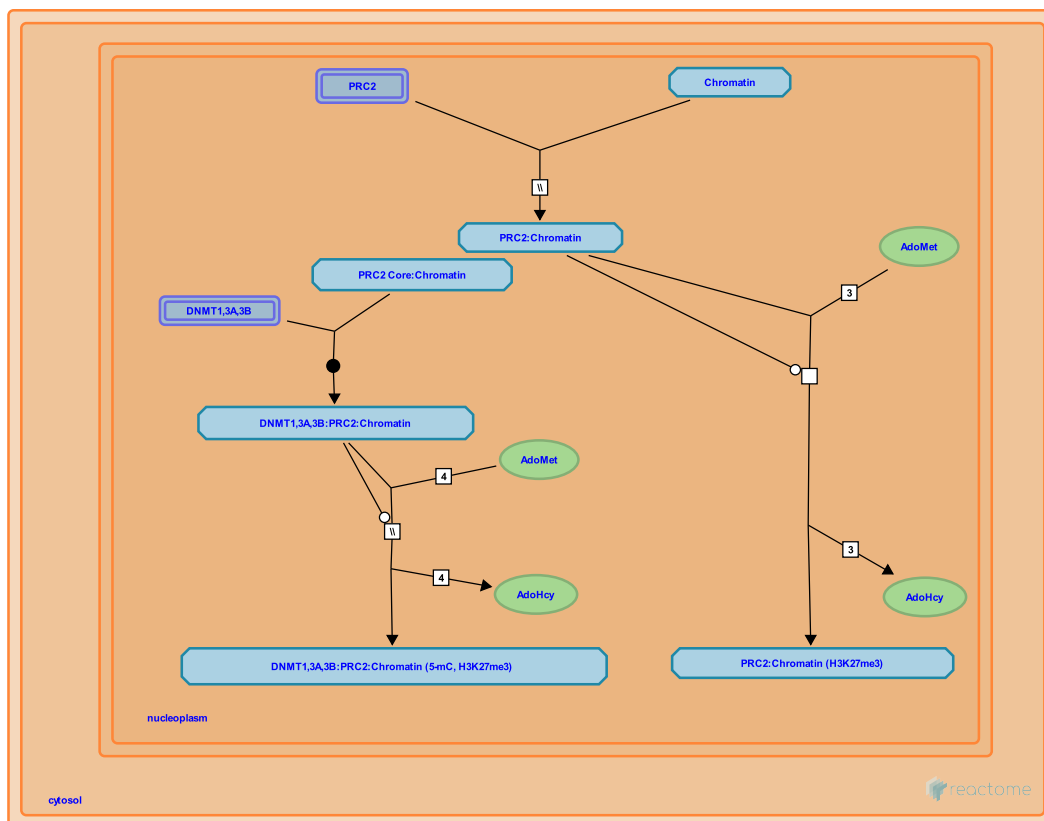 PRC2
Chromatin
\\
PRC2:Chromatin
AdoMet
PRC2 Core:Chromatin
3
DNMT1,3A,3B
DNMT1,3A,3B:PRC2:Chromatin
AdoMet
4
\\
3
4
AdoHcy
AdoHcy
DNMT1,3A,3B:PRC2:Chromatin (5-mC, H3K27me3)
PRC2:Chromatin (H3K27me3)
nucleoplasm
reactome
cytosol